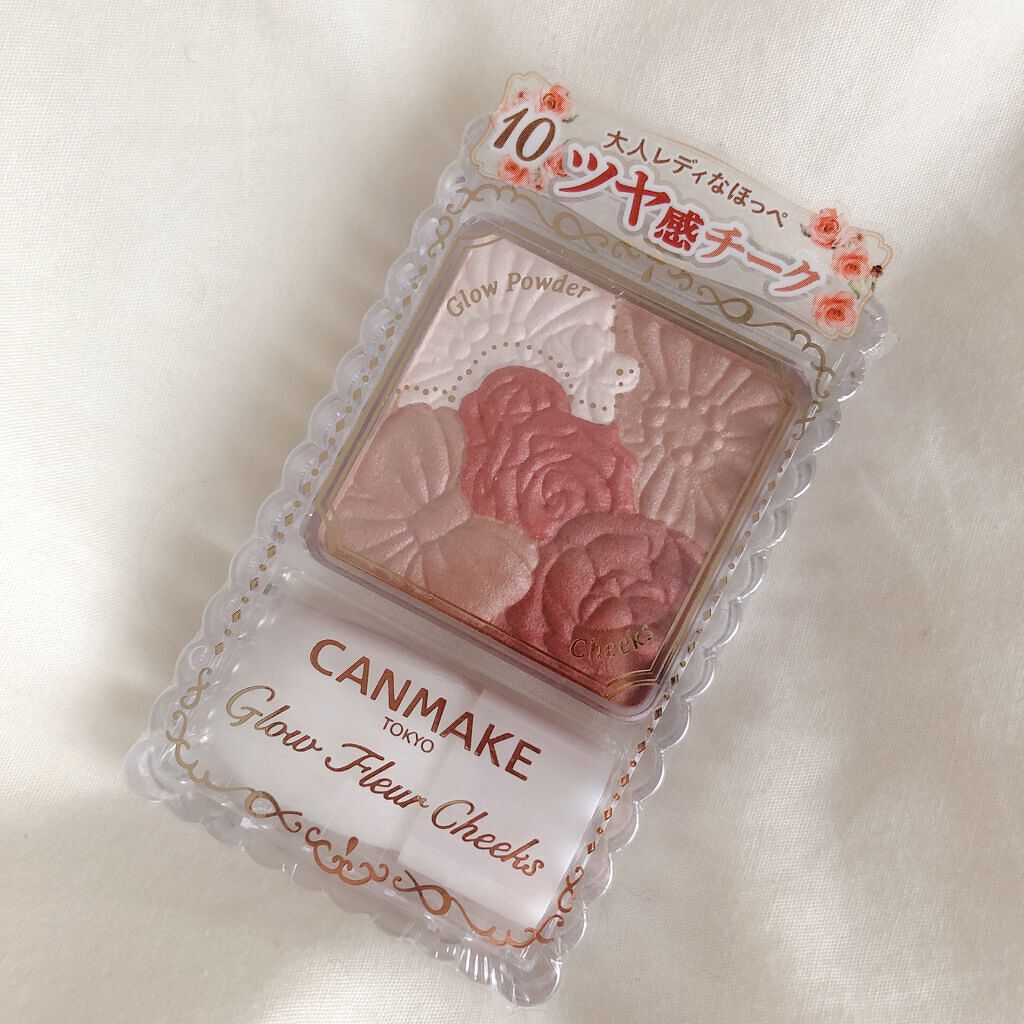 10
大人レディなほっぺ
ツヤ感チーク
Glow Powder
Cheeks
CANMAKE
TOKYO
Glow Fleur Cheeks